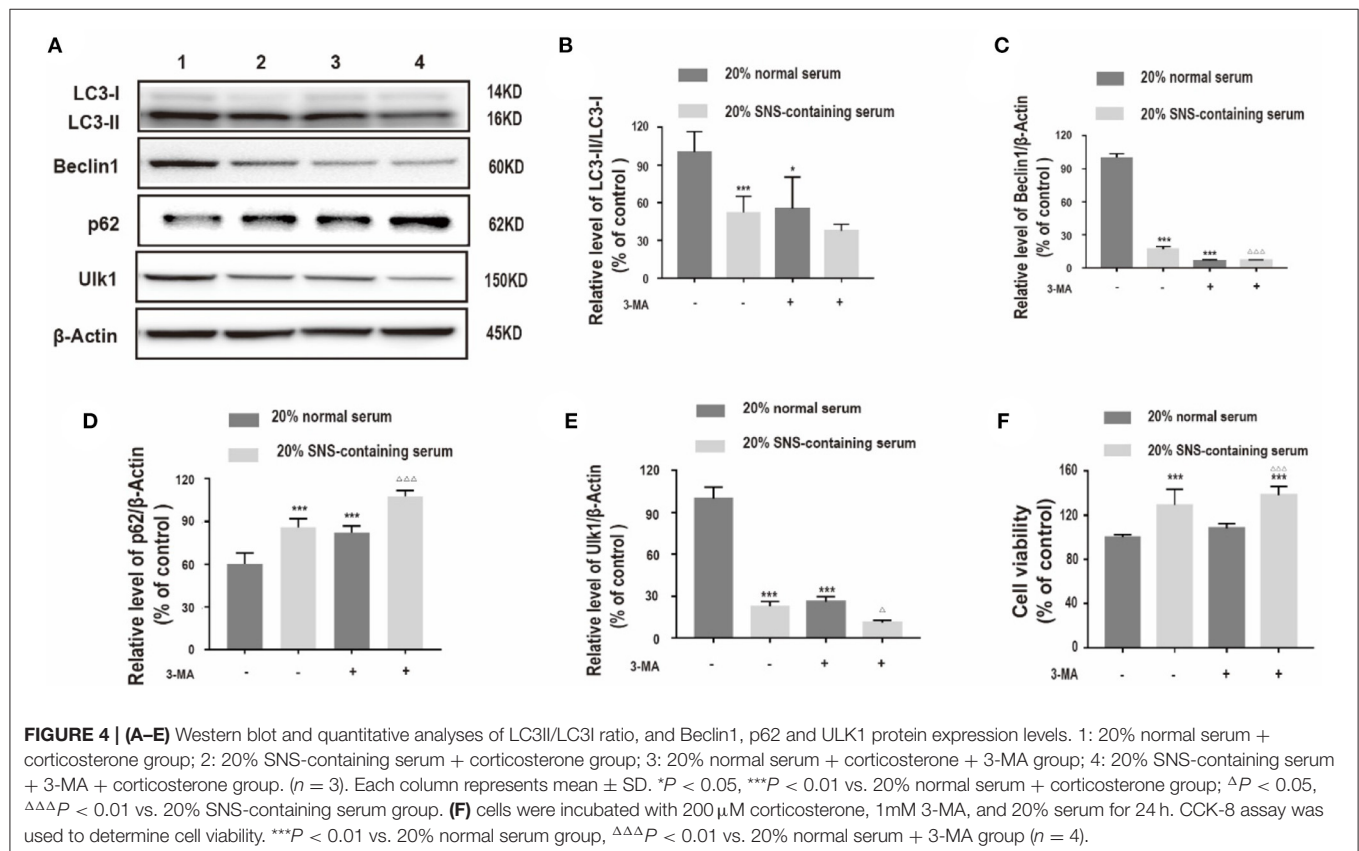 A
1 2 3 4
LC3-I 14KD
LC3-II 16KD
Beclin1 60KD
p62 62KD
Ulk1 150KD
β-Actin 45KD
B
20% normal serum
20% SNS-containing serum
Relative level of LC3-II/LC3-I
(% of control )
120
90
60
30
0
*** *
3-MA - - + +
C
20% normal serum
20% SNS-containing serum
Relative level of Beclin1/β-Actin
(% of control )
120
90
60
30
0
*** *** △△△
3-MA - - + +
D
20% normal serum
20% SNS-containing serum
Relative level of p62/β-Actin
(% of control )
120
90
60
30
0
*** *** △△△
3-MA - - + +
E
20% normal serum
20% SNS-containing serum
Relative level of Ulk1/β-Actin
(% of control )
120
90
60
30
0
*** *** △
3-MA - - + +
F
20% normal serum
20% SNS-containing serum
Cell viability
(% of control )
160
120
80
40
0
△△△
*** ***
3-MA - - + +
FIGURE 4 | (A–E) Western blot and quantitative analyses of LC3II/LC3I ratio, and Beclin1, p62 and ULK1 protein expression levels. 1: 20% normal serum +
corticosterone group; 2: 20% SNS-containing serum + corticosterone group; 3: 20% normal serum + corticosterone + 3-MA group; 4: 20% SNS-containing serum
+ 3-MA + corticosterone group. (n = 3). Each column represents mean ± SD. *P < 0.05, ***P < 0.01 vs. 20% normal serum + corticosterone group; △P < 0.05,
△△△P < 0.01 vs. 20% SNS-containing serum group. (F) cells were incubated with 200 μM corticosterone, 1mM 3-MA, and 20% serum for 24 h. CCK-8 assay was
used to determine cell viability. ***P < 0.01 vs. 20% normal serum group, △△△P < 0.01 vs. 20% normal serum + 3-MA group (n = 4).